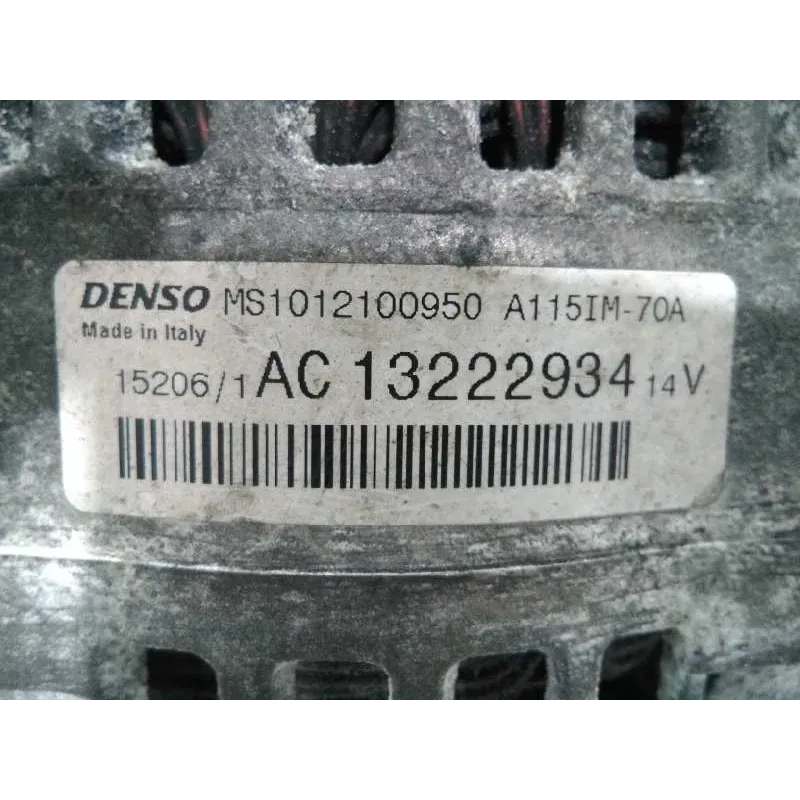 DENSO MS1012100950 A115IM-70A
Made in Italy
15206/1 AC 13222934 14V